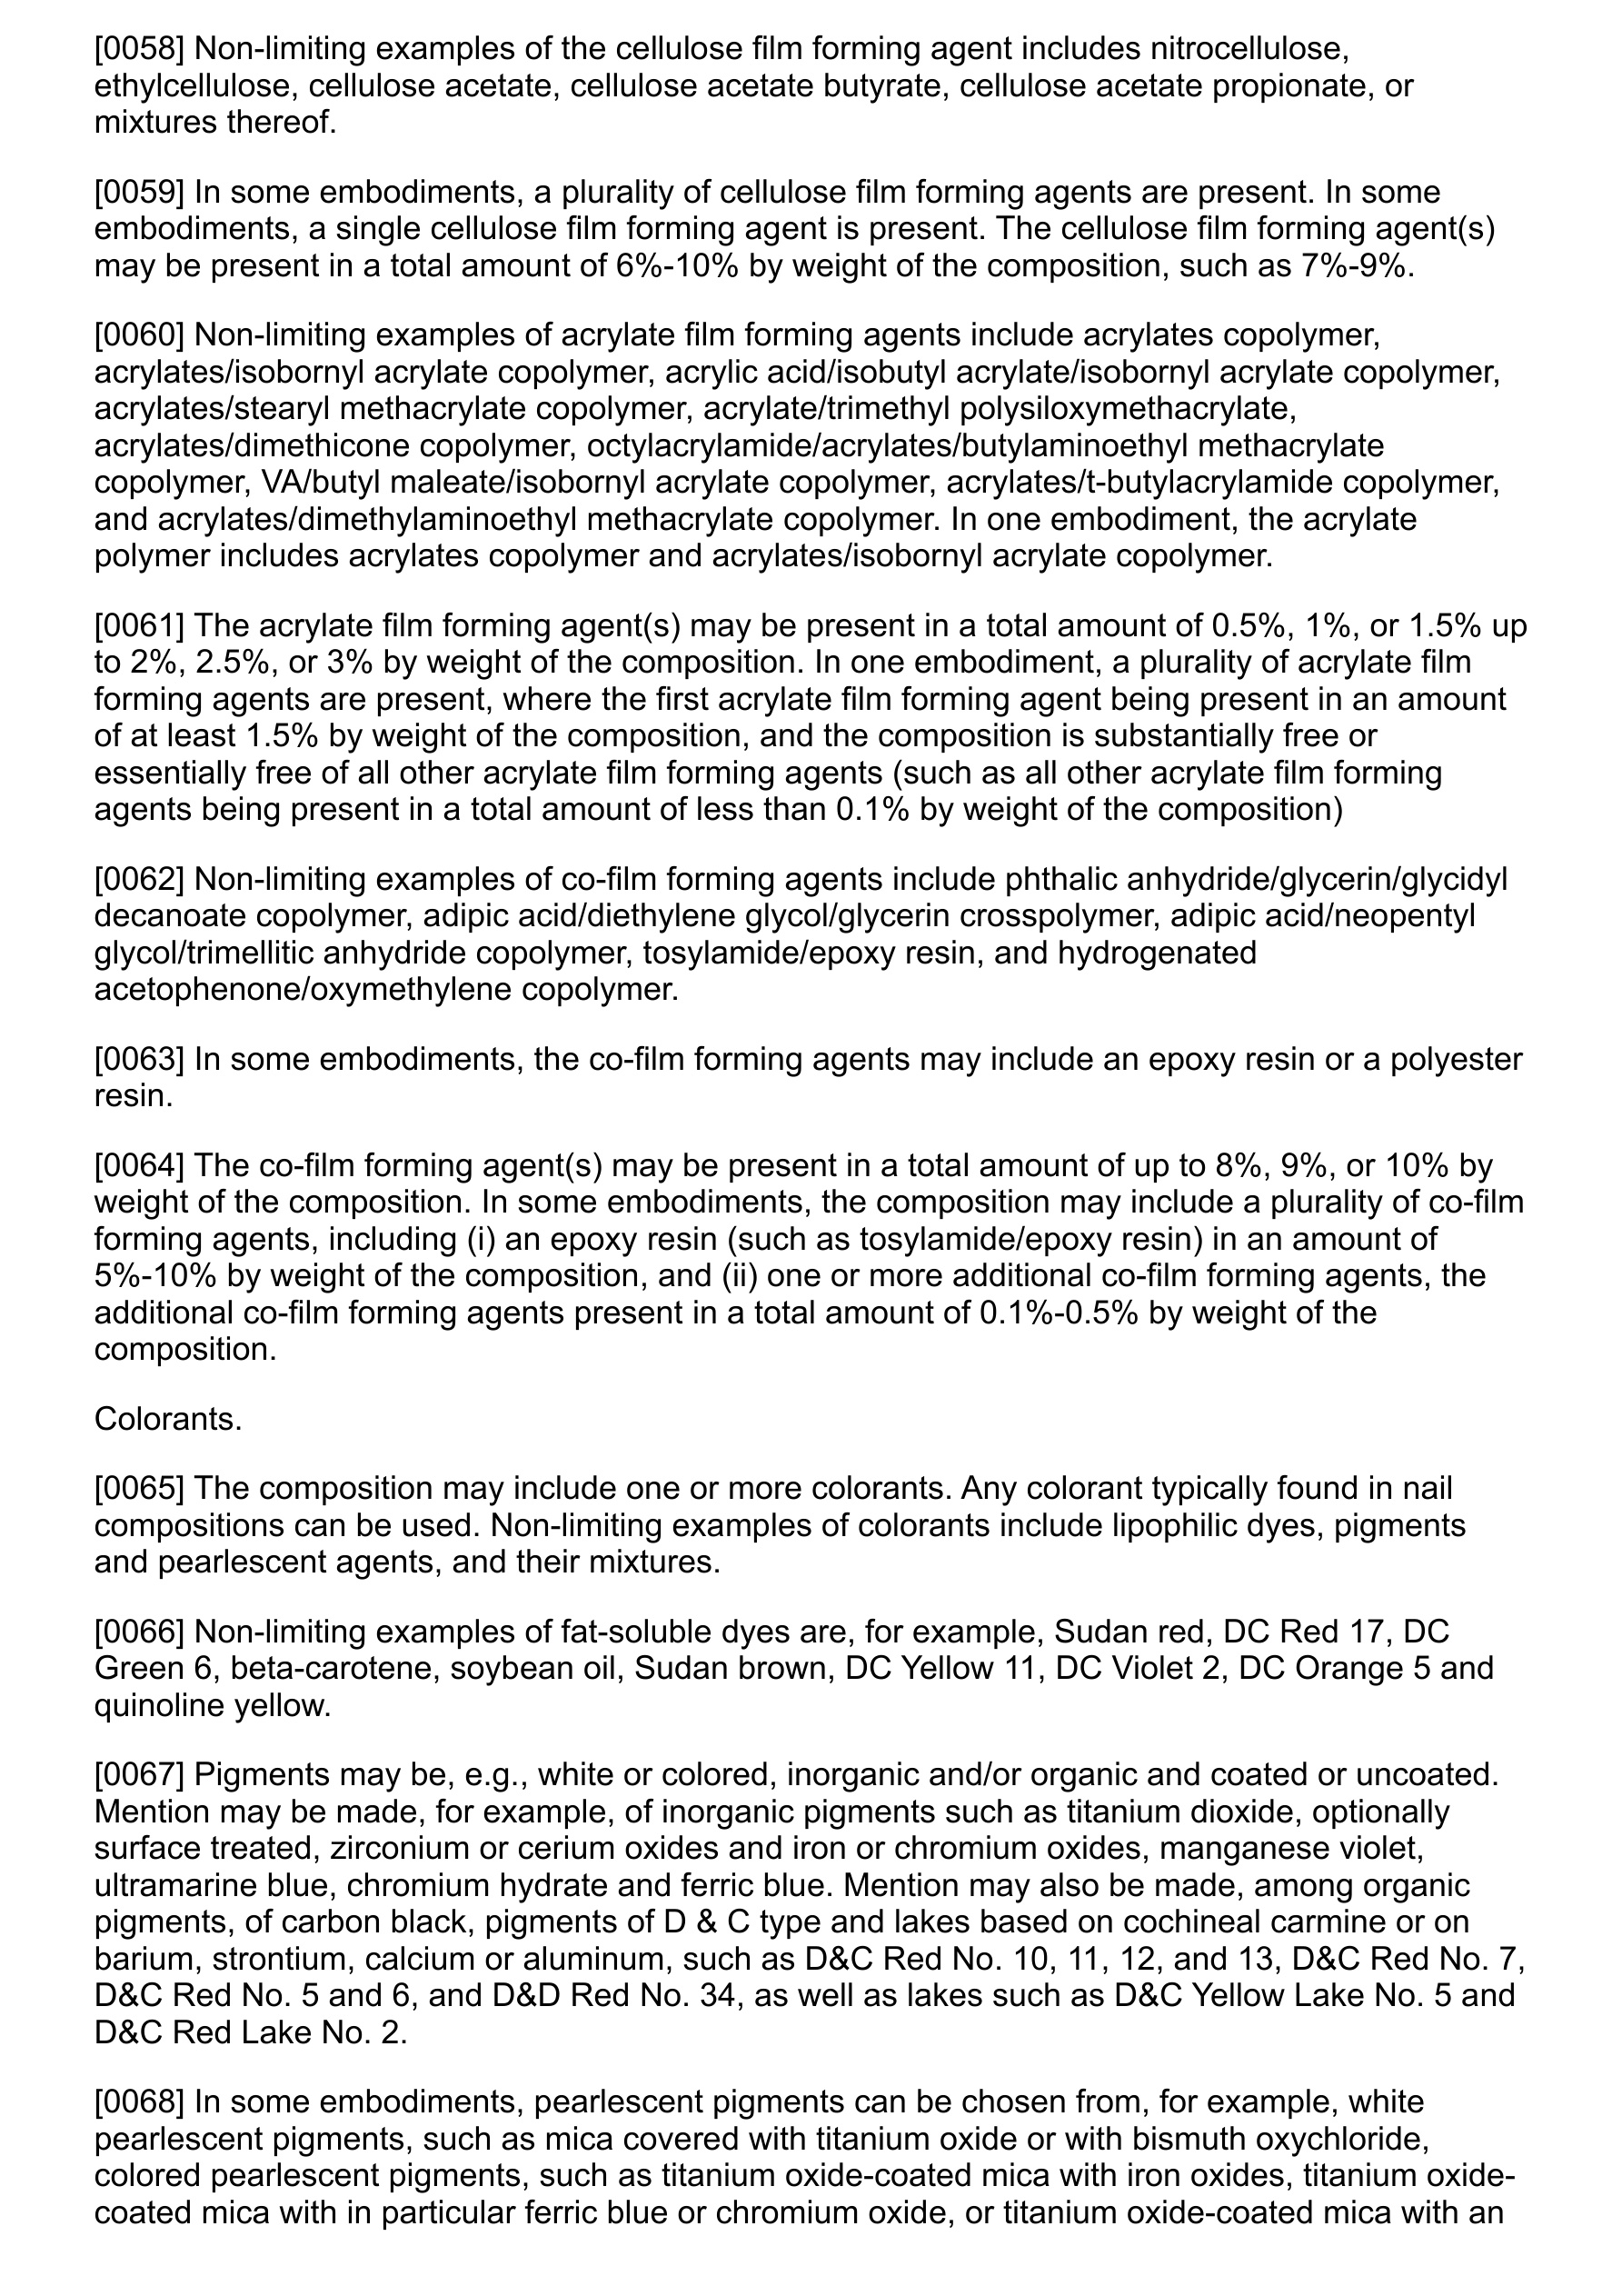 [0058] Non-limiting examples of the cellulose film forming agent includes nitrocellulose,
ethylcellulose, cellulose acetate, cellulose acetate butyrate, cellulose acetate propionate, or
mixtures thereof.
[0059] In some embodiments, a plurality of cellulose film forming agents are present. In some
embodiments, a single cellulose film forming agent is present. The cellulose film forming agent(s)
may be present in a total amount of 6%-10% by weight of the composition, such as 7%-9%.
[0060] Non-limiting examples of acrylate film forming agents include acrylates copolymer,
acrylates/isobornyl acrylate copolymer, acrylic acid/isobutyl acrylate/isobornyl acrylate copolymer,
acrylates/stearyl methacrylate copolymer, acrylate/trimethyl polysiloxymethacrylate,
acrylates/dimethicone copolymer, octylacrylamide/acrylates/butylaminoethyl methacrylate
copolymer, VA/butyl maleate/isobornyl acrylate copolymer, acrylates/t-butylacrylamide copolymer,
and acrylates/dimethylaminoethyl methacrylate copolymer. In one embodiment, the acrylate
polymer includes acrylates copolymer and acrylates/isobornyl acrylate copolymer.
[0061] The acrylate film forming agent(s) may be present in a total amount of 0.5%, 1%, or 1.5% up
to 2%, 2.5%, or 3% by weight of the composition. In one embodiment, a plurality of acrylate film
forming agents are present, where the first acrylate film forming agent being present in an amount
of at least 1.5% by weight of the composition, and the composition is substantially free or
essentially free of all other acrylate film forming agents (such as all other acrylate film forming
agents being present in a total amount of less than 0.1% by weight of the composition)
[0062] Non-limiting examples of co-film forming agents include phthalic anhydride/glycerin/glycidyl
decanoate copolymer, adipic acid/diethylene glycol/glycerin crosspolymer, adipic acid/neopentyl
glycol/trimellitic anhydride copolymer, tosylamide/epoxy resin, and hydrogenated
acetophenone/oxymethylene copolymer.
[0063] In some embodiments, the co-film forming agents may include an epoxy resin or a polyester
resin.
[0064] The co-film forming agent(s) may be present in a total amount of up to 8%, 9%, or 10% by
weight of the composition. In some embodiments, the composition may include a plurality of co-film
forming agents, including (i) an epoxy resin (such as tosylamide/epoxy resin) in an amount of
5%-10% by weight of the composition, and (ii) one or more additional co-film forming agents, the
additional co-film forming agents present in a total amount of 0.1%-0.5% by weight of the
composition.
Colorants.
[0065] The composition may include one or more colorants. Any colorant typically found in nail
compositions can be used. Non-limiting examples of colorants include lipophilic dyes, pigments
and pearlescent agents, and their mixtures.
[0066] Non-limiting examples of fat-soluble dyes are, for example, Sudan red, DC Red 17, DC
Green 6, beta-carotene, soybean oil, Sudan brown, DC Yellow 11, DC Violet 2, DC Orange 5 and
quinoline yellow.
[0067] Pigments may be, e.g., white or colored, inorganic and/or organic and coated or uncoated.
Mention may be made, for example, of inorganic pigments such as titanium dioxide, optionally
surface treated, zirconium or cerium oxides and iron or chromium oxides, manganese violet,
ultramarine blue, chromium hydrate and ferric blue. Mention may also be made, among organic
pigments, of carbon black, pigments of D & C type and lakes based on cochineal carmine or on
barium, strontium, calcium or aluminum, such as D&C Red No. 10, 11, 12, and 13, D&C Red No. 7,
D&C Red No. 5 and 6, and D&D Red No. 34, as well as lakes such as D&C Yellow Lake No. 5 and
D&C Red Lake No. 2.
[0068] In some embodiments, pearlescent pigments can be chosen from, for example, white
pearlescent pigments, such as mica covered with titanium oxide or with bismuth oxychloride,
colored pearlescent pigments, such as titanium oxide-coated mica with iron oxides, titanium oxide-
coated mica with in particular ferric blue or chromium oxide, or titanium oxide-coated mica with an